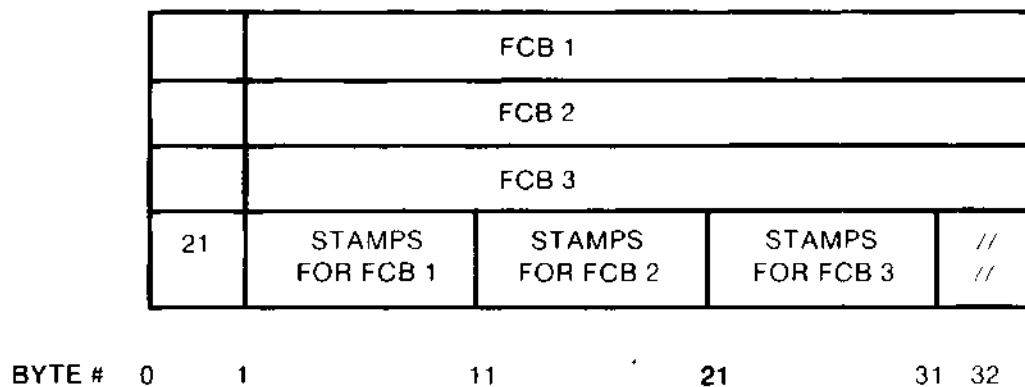 FCB 1
FCB 2
FCB 3
21 STAMPS FOR FCB 1 STAMPS FOR FCB 2 STAMPS FOR FCB 3 // //
BYTE # 0 1 11 21 31 32